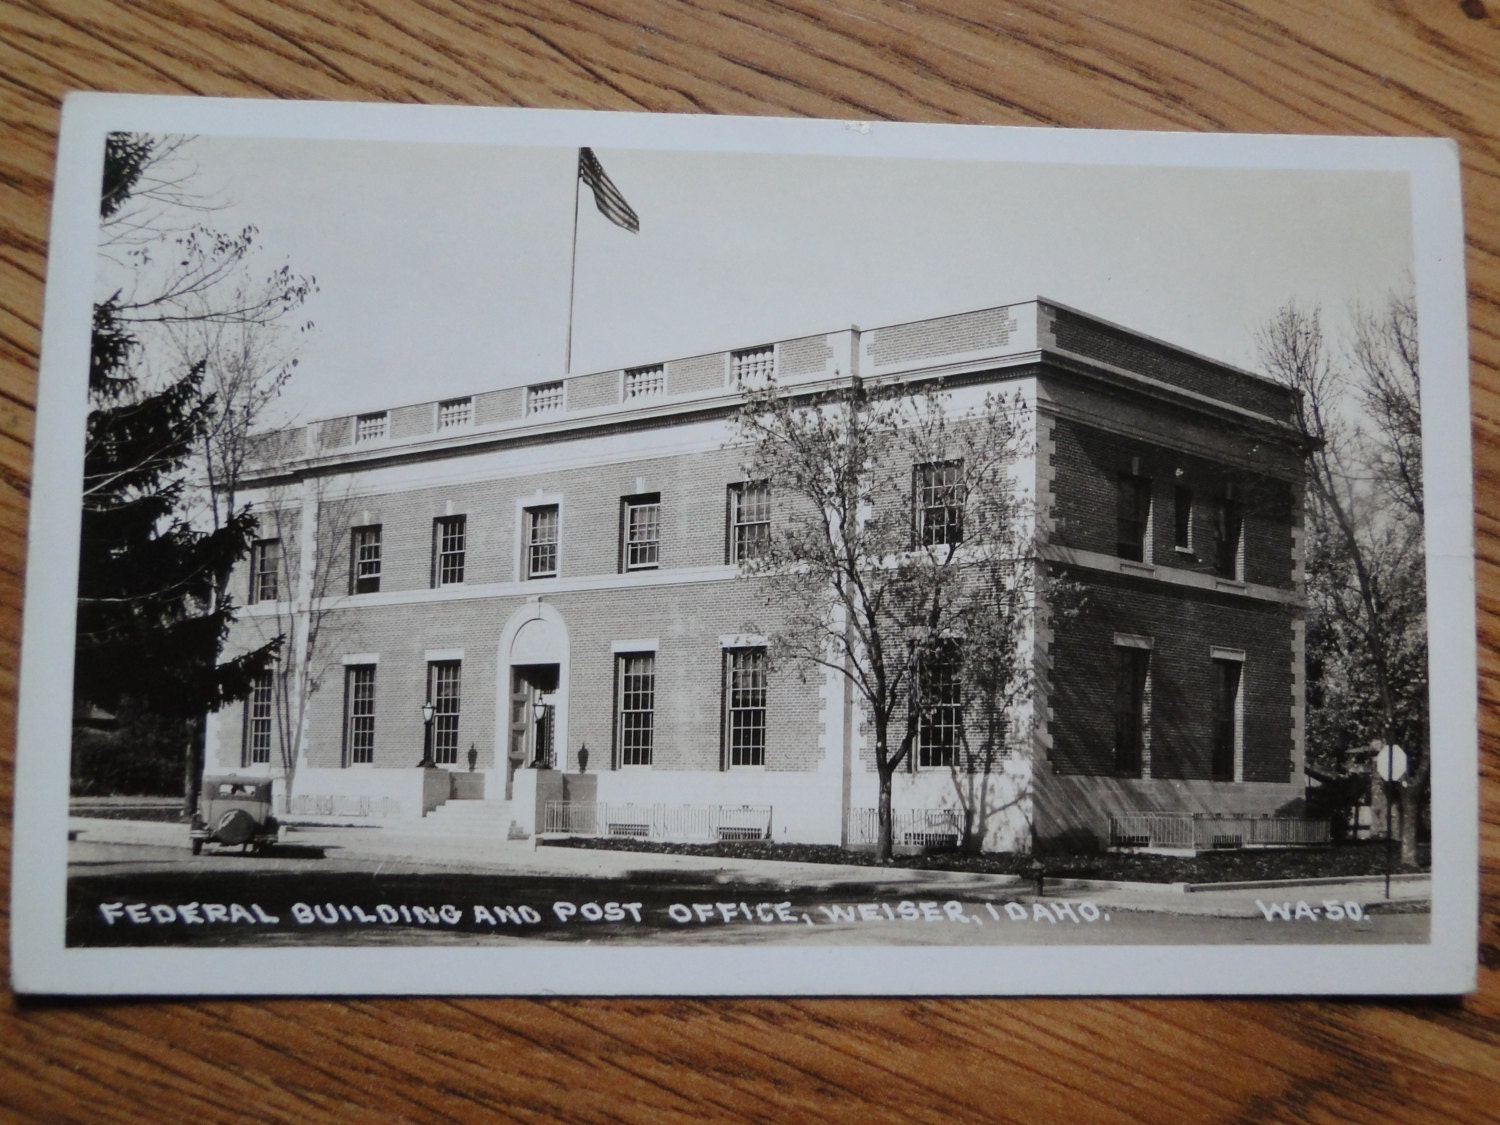 FEDERAL BUILDING AND POST OFFICE, WEISER, IDAHO. WA-50.